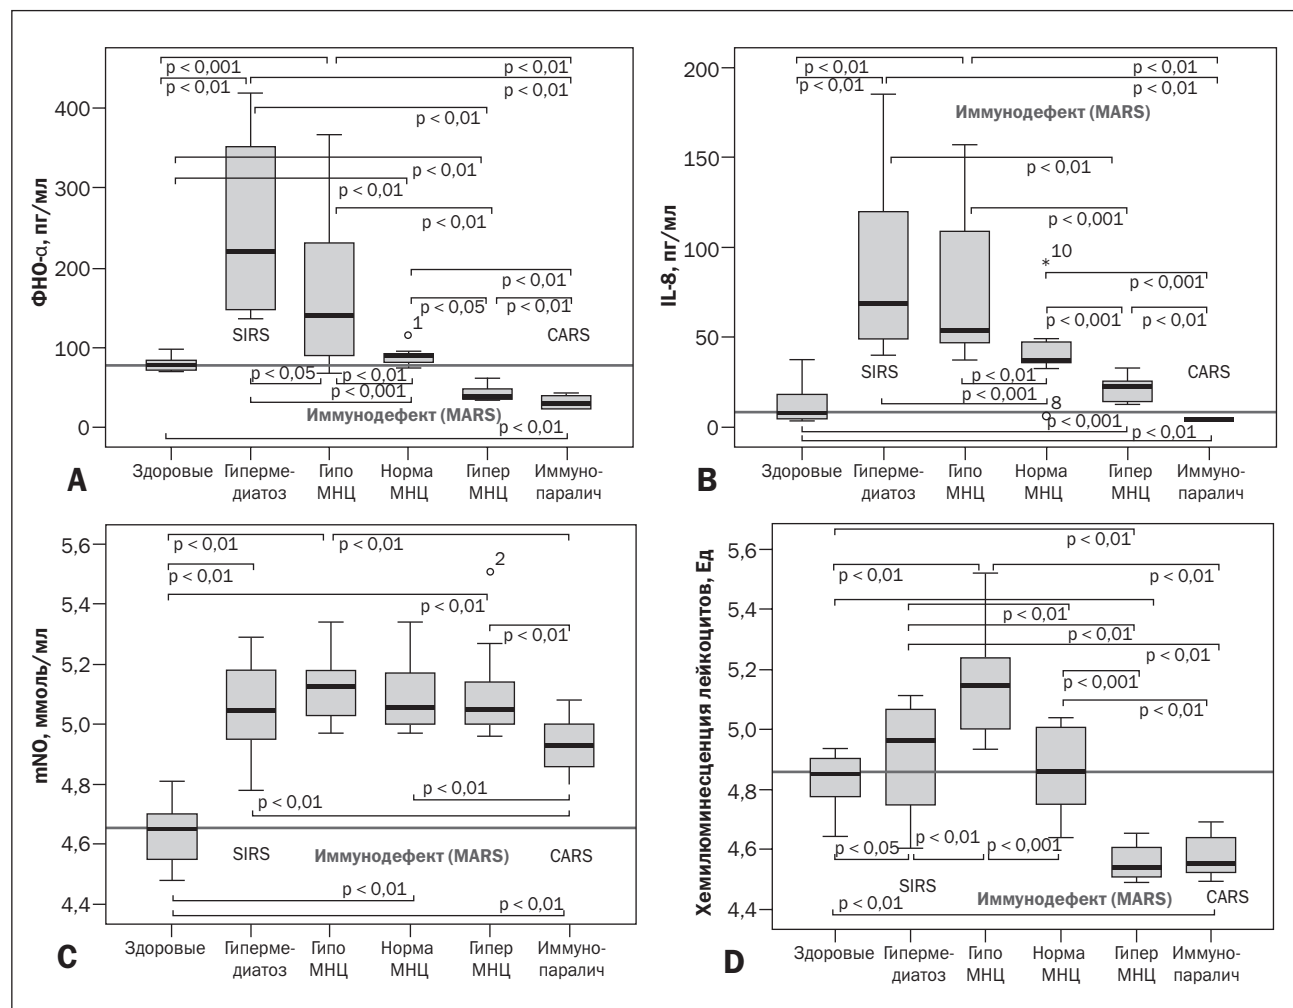 p < 0,001
p < 0,01
p < 0,01
p < 0,01
400
p < 0,01
p < 0,01
300
p < 0,01
p < 0,01
200
p < 0,01
p < 0,05
p < 0,01
1
SIRS
CARS
100
p < 0,05
p < 0,01
p < 0,001
Иммунодефект (MARS)
0
p < 0,01
ФНО-α, пг/мл
A
Здоровые
Гиперме-
диатоз
Гипо
МНЦ
Норма
МНЦ
Гипер
МНЦ
Иммуно-
паралич
200
p < 0,01
p < 0,01
p < 0,01
p < 0,01
Иммунодефект (MARS)
150
p < 0,01
p < 0,001
100
*10
p < 0,001
p < 0,001
p < 0,01
50
SIRS
CARS
p < 0,01
p < 0,001
8
p < 0,001
0
p < 0,01
IL-8, пг/мл
B
Здоровые
Гиперме-
диатоз
Гипо
МНЦ
Норма
МНЦ
Гипер
МНЦ
Иммуно-
паралич
5,6
p < 0,01
p < 0,01
2
p < 0,01
5,4
p < 0,01
p < 0,01
5,2
5,0
4,8
p < 0,01
p < 0,01
4,6
SIRS
Иммунодефект (MARS)
CARS
p < 0,01
4,4
p < 0,01
mNO, ммоль/мл
C
Здоровые
Гиперме-
диатоз
Гипо
МНЦ
Норма
МНЦ
Гипер
МНЦ
Иммуно-
паралич
p < 0,01
5,6
p < 0,01
p < 0,01
5,4
p < 0,01
p < 0,01
5,2
p < 0,01
p < 0,001
5,0
p < 0,01
4,8
4,6
p < 0,05
p < 0,01
p < 0,001
SIRS
Иммунодефект (MARS)
CARS
4,4
p < 0,01
Хемилюминесценция лейкоцитов, Ед
D
Здоровые
Гиперме-
диатоз
Гипо
МНЦ
Норма
МНЦ
Гипер
МНЦ
Иммуно-
паралич